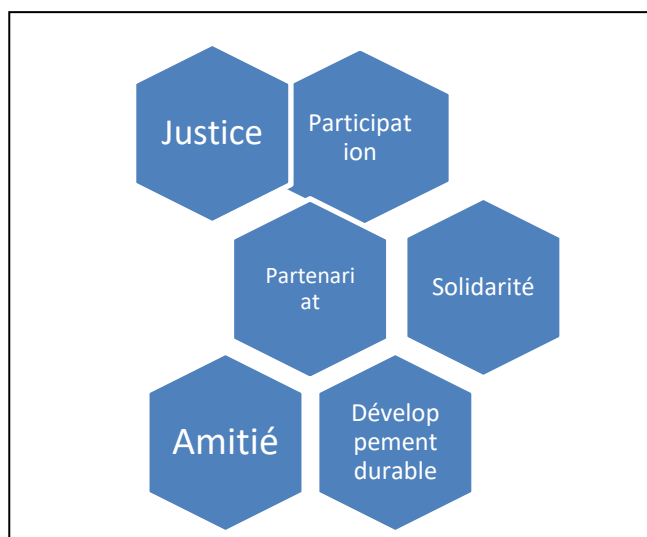 Justice
Participat
ion
Partenari
at
Solidarité
Amitié
Dévelop
pement
durable